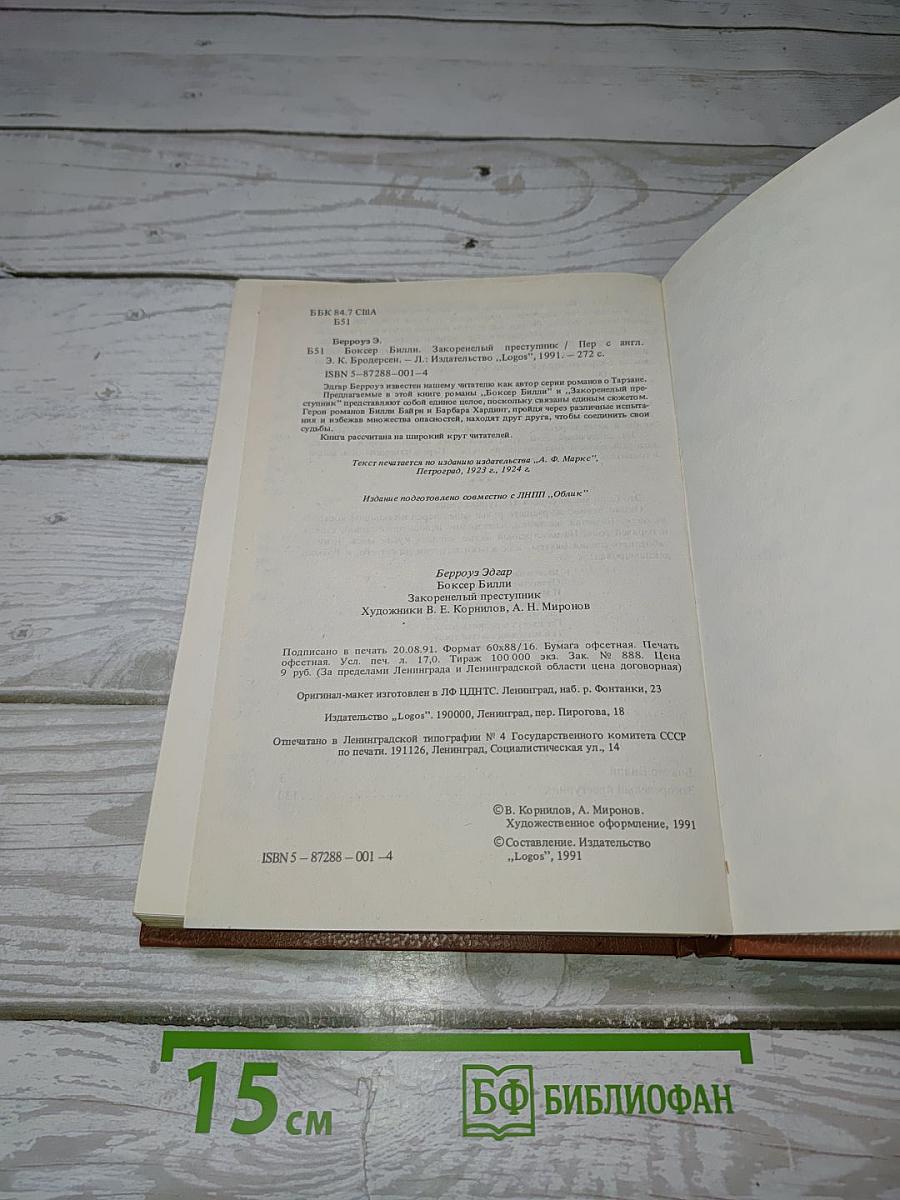 ББК 84.7 США
Б51
Берроуз Э.
Б51 Боксер Билли. Закоренелый преступник / Пер с англ.
Э. К. Бродерсен. – Л.: Издательство „Logos”, 1991. – 272 с.
ISBN 5–87288–001–4
Эдгар Берроуз известен нашему читателю как автор серии романов о Тарзане.
Предлагаемые в этой книге романы „Боксер Билли” и „Закоренелый пре-
ступник” представляют собой единое целое, поскольку связаны единым сюжетом.
Герои романов Билли Байрн и Барбара Хардинг, пройдя через различные испыта-
ния и избежав множества опасностей, находят друг друга, чтобы соединить свои
судьбы.
Книга рассчитана на широкий круг читателей.
Текст печатается по изданию издательства „А. Ф. Маркс”,
Петроград, 1923 г., 1924 г.
Издание подготовлено совместно с ЛНПП „Облик”
Берроуз Эдгар
Боксер Билли
Закоренелый преступник
Художники В. Е. Корнилов, А. Н. Миронов
Подписано в печать 20.08.91. Формат 60х88/16. Бумага офсетная. Печать
офсетная. Усл. печ. л. 17,0. Тираж 100 000 экз. Зак. № 888. Цена
9 руб. (За пределами Ленинграда и Ленинградской области цена договорная)
Оригинал-макет изготовлен в ЛФ ЦДНТС. Ленинград, наб. р. Фонтанки, 23
Издательство „Logos”. 190000, Ленинград, пер. Пирогова, 18
Отпечатано в Ленинградской типографии № 4 Государственного комитета СССР
по печати. 191126, Ленинград, Социалистическая ул., 14
© В. Корнилов, А. Миронов.
Художественное оформление, 1991
© Составление. Издательство
„Logos”, 1991
ISBN 5 – 87288 – 001 –4
15 см
БФ БИБЛИОФАН